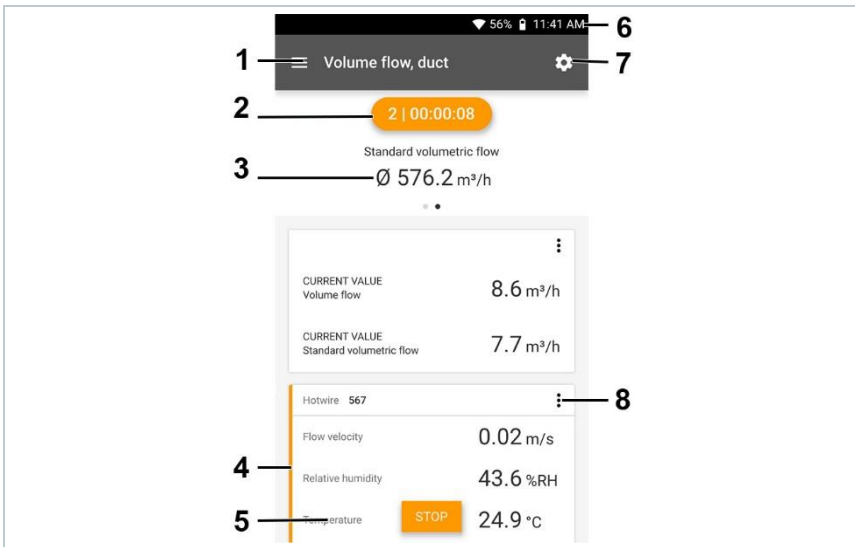 56% 11:41 AM 6
1 Volume flow, duct 7
2 2 | 00:00:08
Standard volumetric flow
3 Ø 576.2 m³/h
CURRENT VALUE
Volume flow 8.6 m³/h
CURRENT VALUE
Standard volumetric flow 7.7 m³/h
Hotwire 567 8
Flow velocity 0.02 m/s
4 Relative humidity 43.6 %RH
5 Temperature STOP 24.9 °C